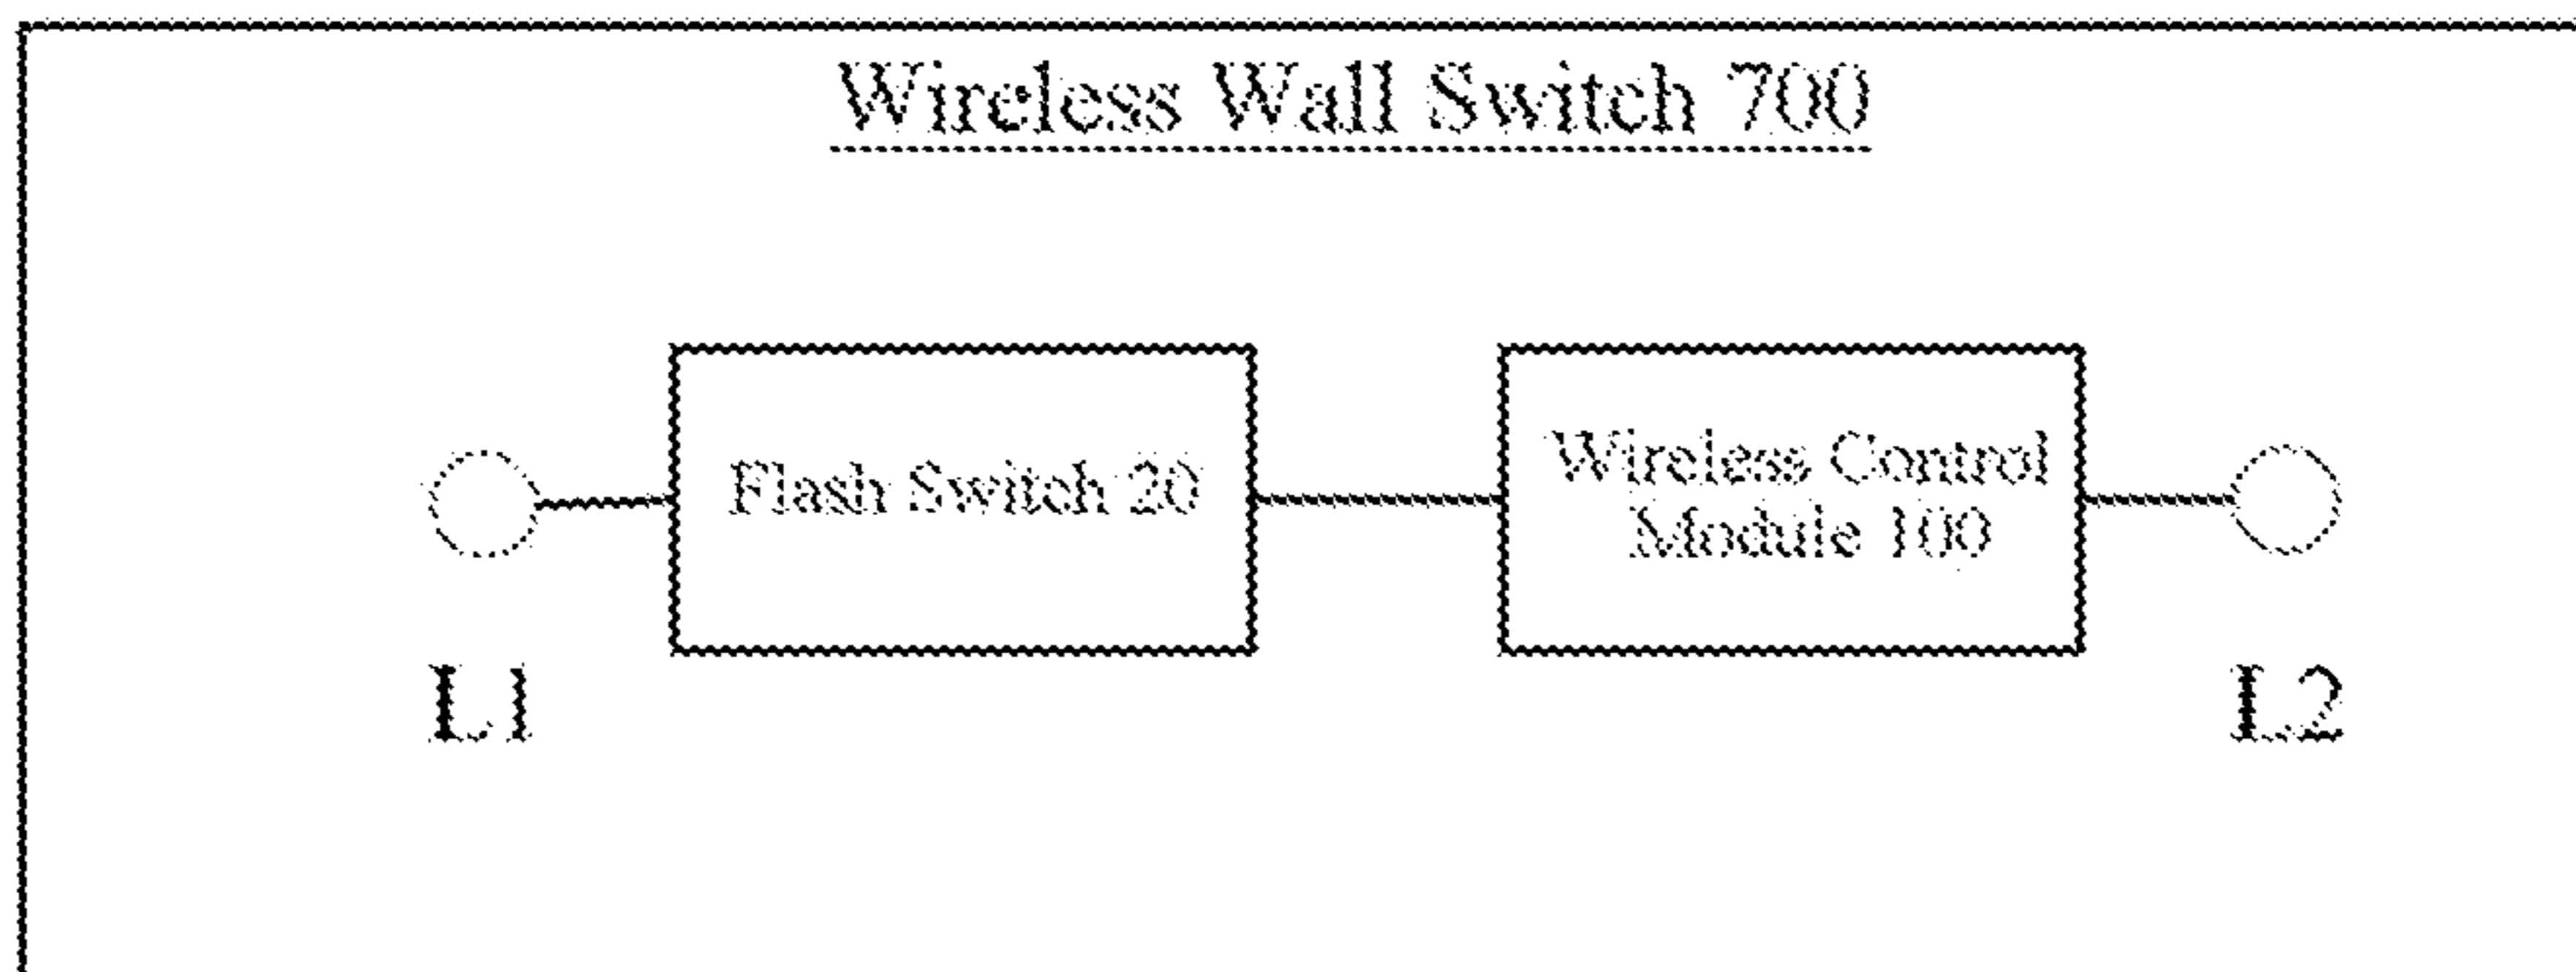 Wireless Wall Switch 700
Flash Switch 20
Wireless Control
Module 100
L1
L2